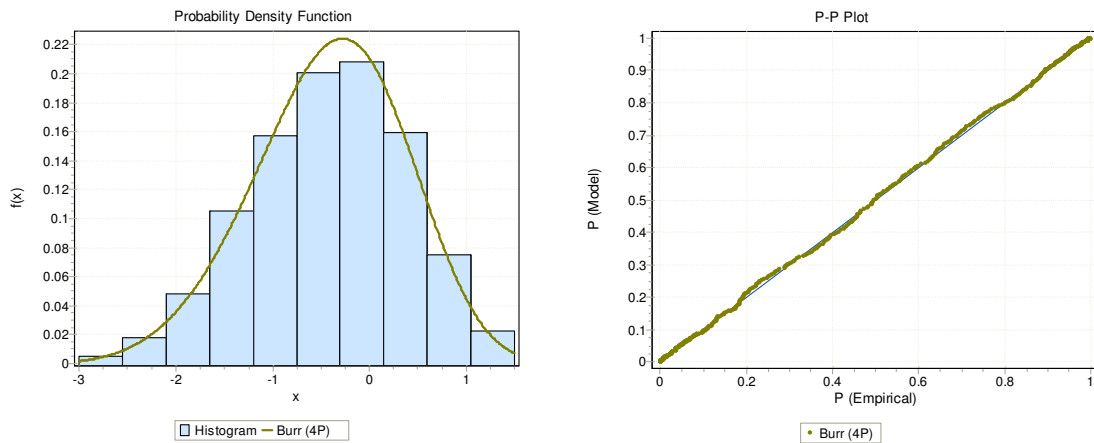 Probability Density Function
f(x)
0.22
0.2
0.18
0.16
0.14
0.12
0.1
0.08
0.06
0.04
0.02
0
-3 -2 -1 0 1
x
Histogram Burr (4P)
P-P Plot
P (Model)
1
0.9
0.8
0.7
0.6
0.5
0.4
0.3
0.2
0.1
0
0 0.2 0.4 0.6 0.8 1
P (Empirical)
Burr (4P)